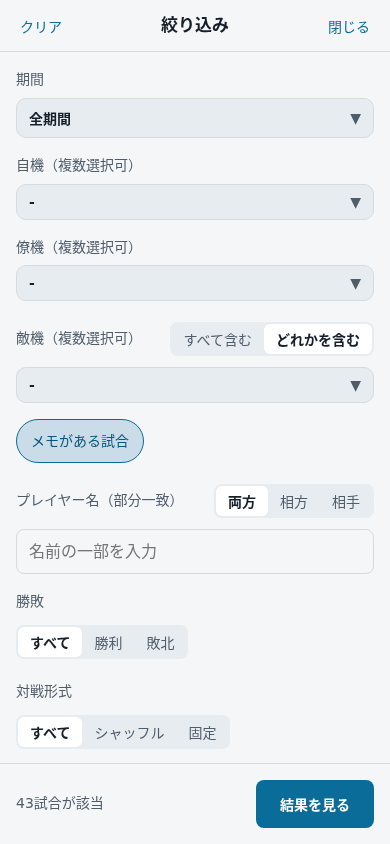 クリア 絞り込み 閉じる
期間
全期間 ▼
自機（複数選択可）
- ▼
僚機（複数選択可）
- ▼
敵機（複数選択可） すべて含む どれかを含む
- ▼
メモがある試合
プレイヤー名（部分一致） 両方 相方 相手
名前の一部を入力
勝敗
すべて 勝利 敗北
対戦形式
すべて シャッフル 固定
43試合が該当 結果を見る